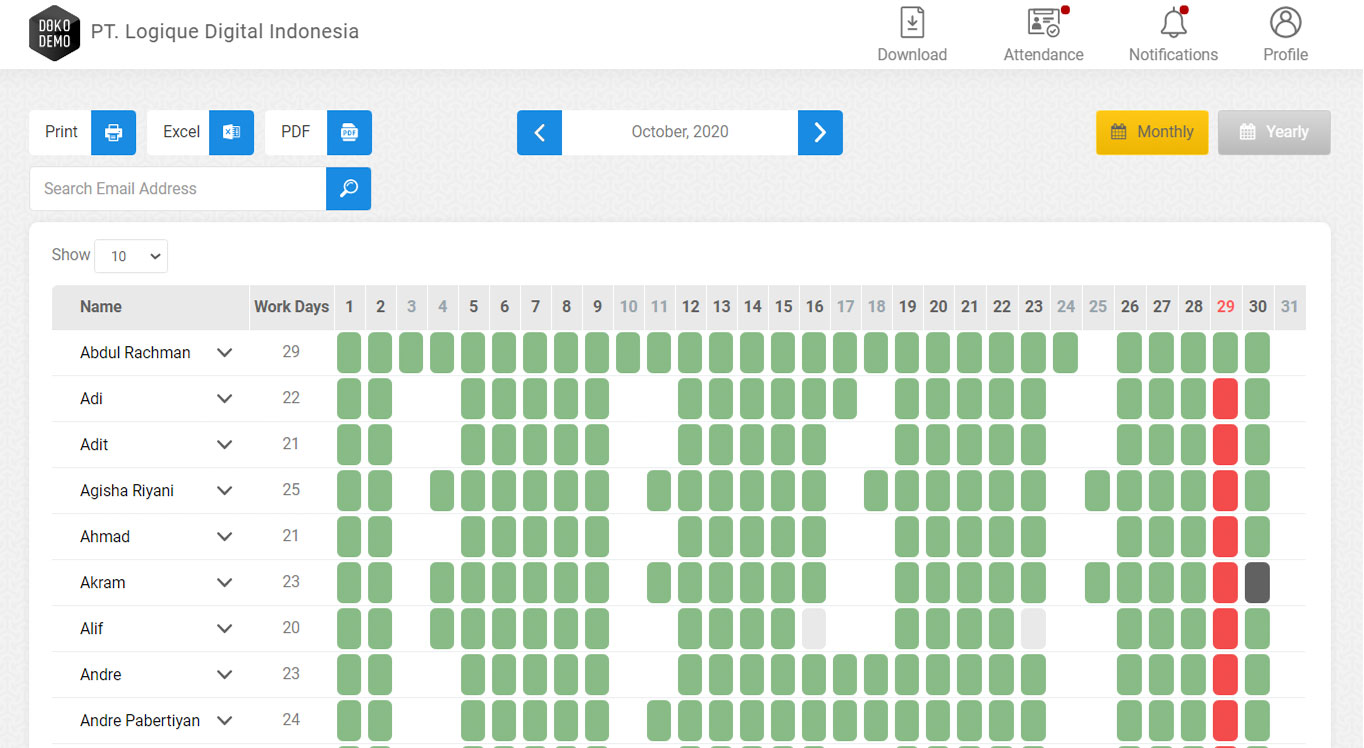 DOKO
DEMO
PT. Logique Digital Indonesia
Download
Attendance
Notifications
Profile
Print
Excel
PDF
PDF
October, 2020
Monthly
Yearly
Search Email Address
Show 10
Name Work Days 1 2 3 4 5 6 7 8 9 10 11 12 13 14 15 16 17 18 19 20 21 22 23 24 25 26 27 28 29 30 31
Abdul Rachman 29
Adi 22
Adit 21
Agisha Riyani 25
Ahmad 21
Akram 23
Alif 20
Andre 23
Andre Pabertiyan 24